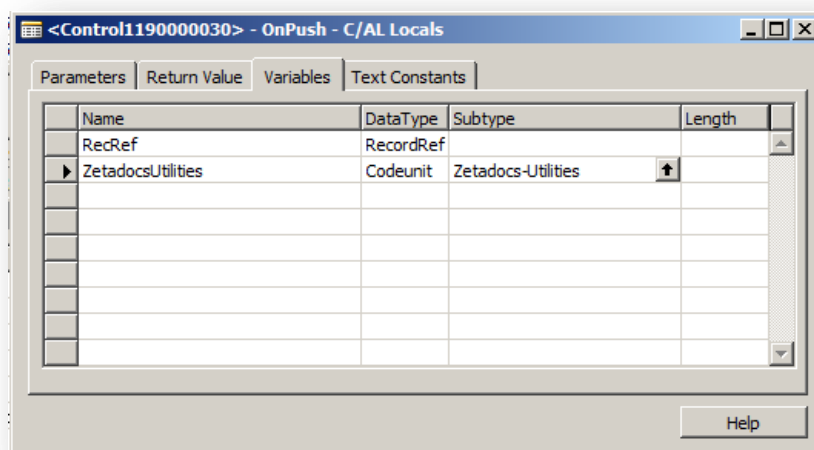 <Control1190000030> - OnPush - C/AL Locals
Parameters Return Value Variables Text Constants
Name DataType Subtype Length
RecRef RecordRef
ZetadocsUtilities Codeunit Zetadocs-Utilities
Help